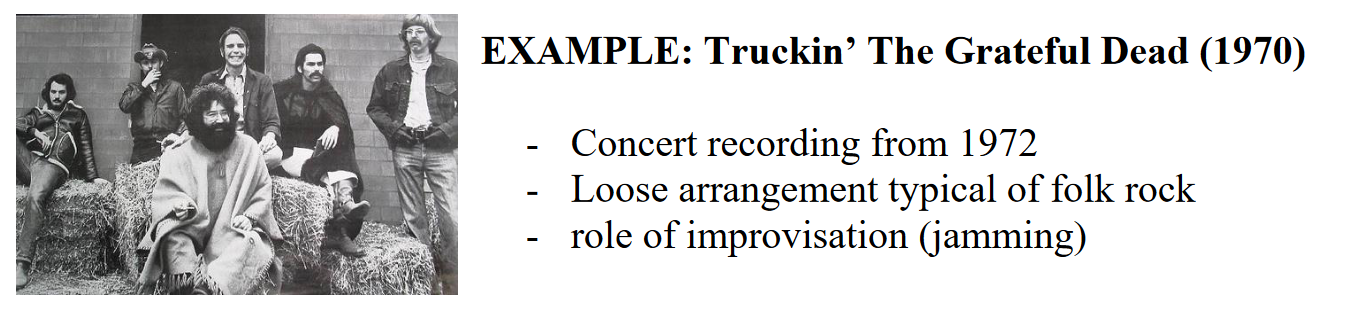 EXAMPLE: Truckin’ The Grateful Dead (1970)
- Concert recording from 1972
- Loose arrangement typical of folk rock
- role of improvisation (jamming)